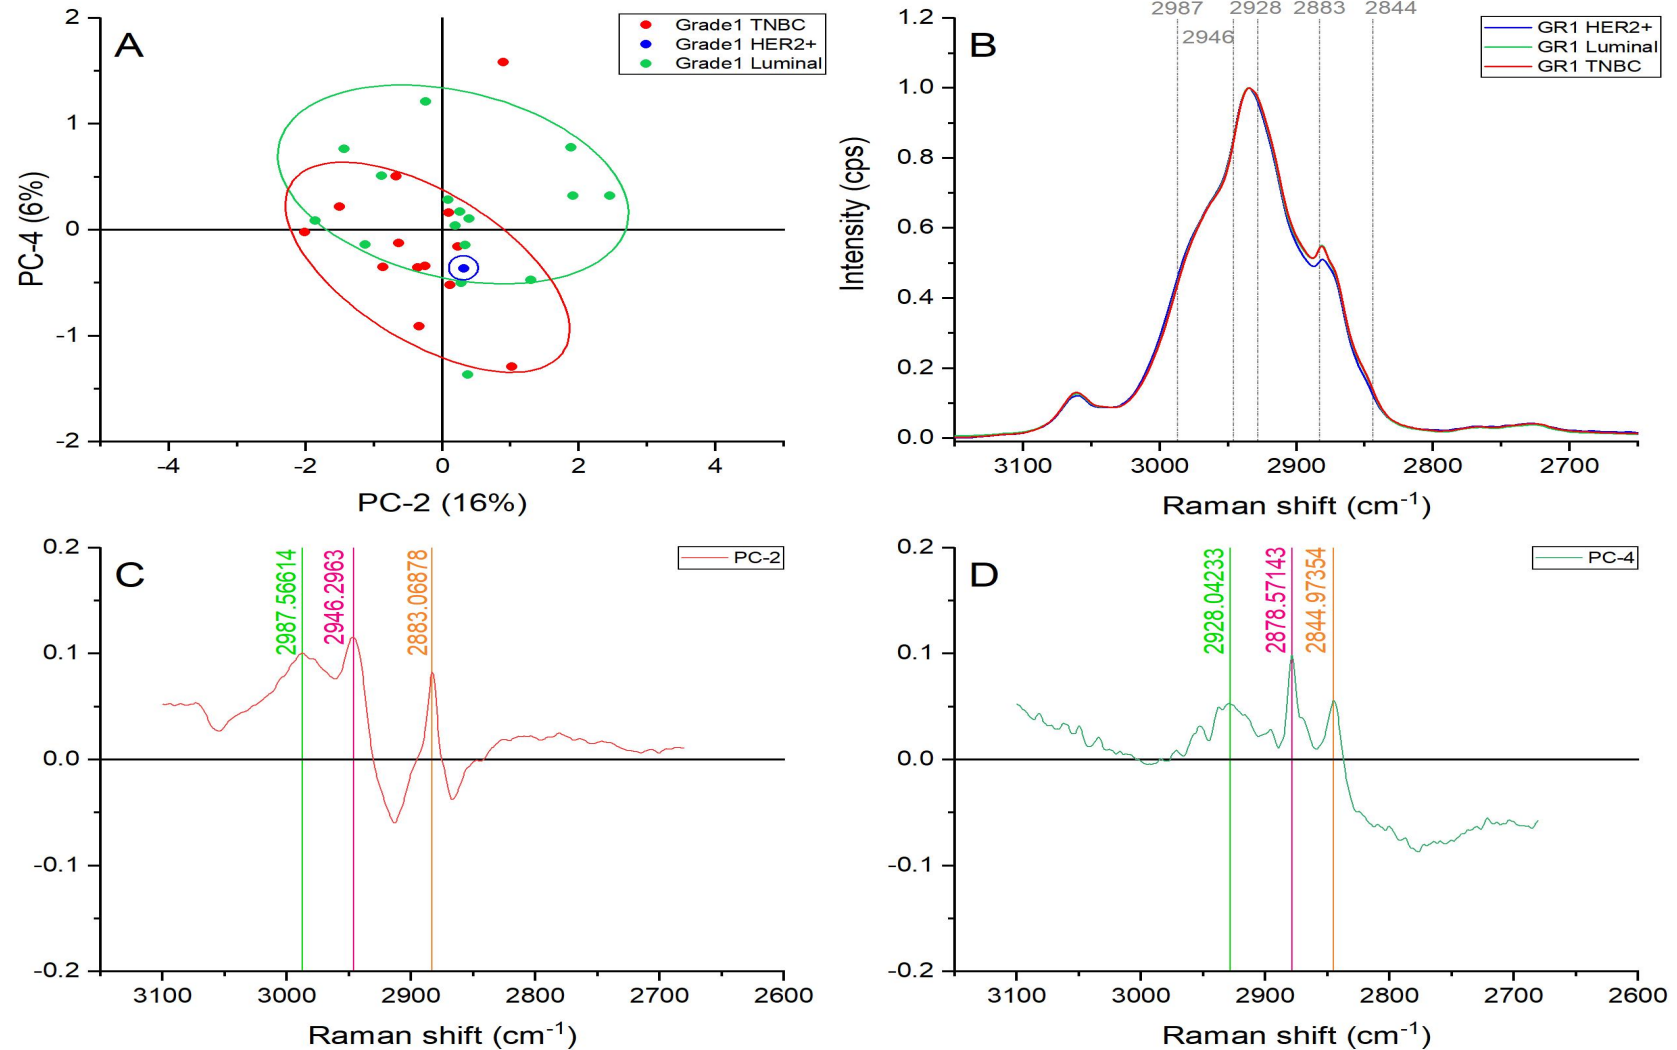 A
Grade1 TNBC
Grade1 HER2+
Grade1 Luminal
2
1
0
-1
-2
PC-4 (6%)
-4 -2 0 2 4
PC-2 (16%)
B
2987 2928 2883 2844
2946
GR1 HER2+
GR1 Luminal
GR1 TNBC
1.2
1.0
0.8
0.6
0.4
0.2
0.0
Intensity (cps)
3100 3000 2900 2800 2700
Raman shift (cm-1)
C
2987.56614
2946.2963
2883.06878
PC-2
0.2
0.1
0.0
-0.1
-0.2
3100 3000 2900 2800 2700 2600
Raman shift (cm-1)
D
2928.04233
2878.57143
2844.97354
PC-4
0.2
0.1
0.0
-0.1
-0.2
3100 3000 2900 2800 2700 2600
Raman shift (cm-1)